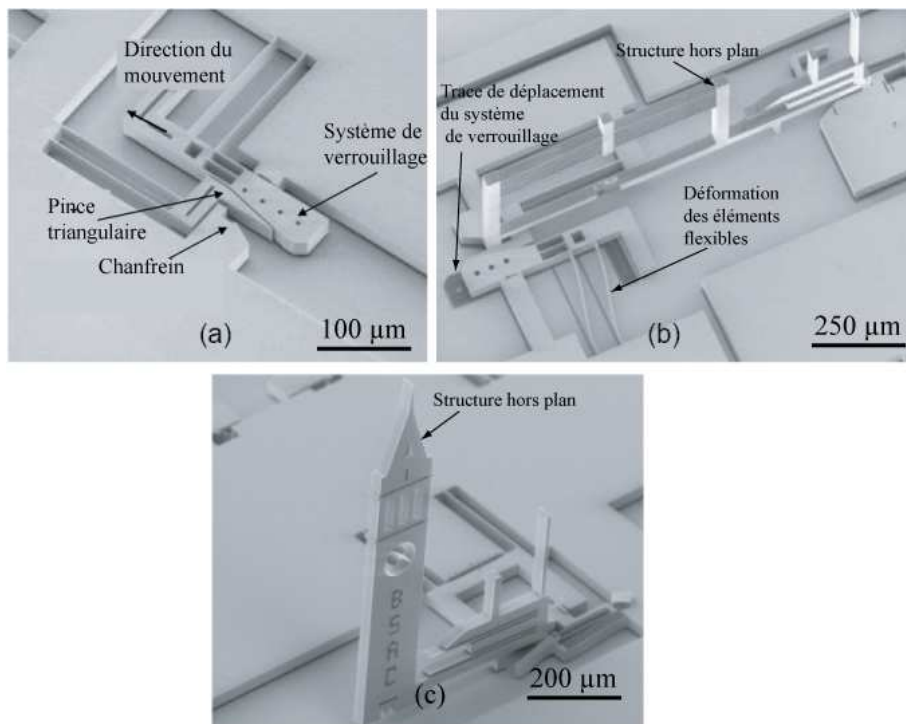 Direction du
mouvement
Système de
verrouillage
Pince
triangulaire
Chanfrein
(a)
100 µm
Structure hors plan
Trace de déplacement
du système
de verrouillage
Déformation
des éléments
flexibles
(b)
250 µm
Structure hors plan
BSAC
(c)
200 µm